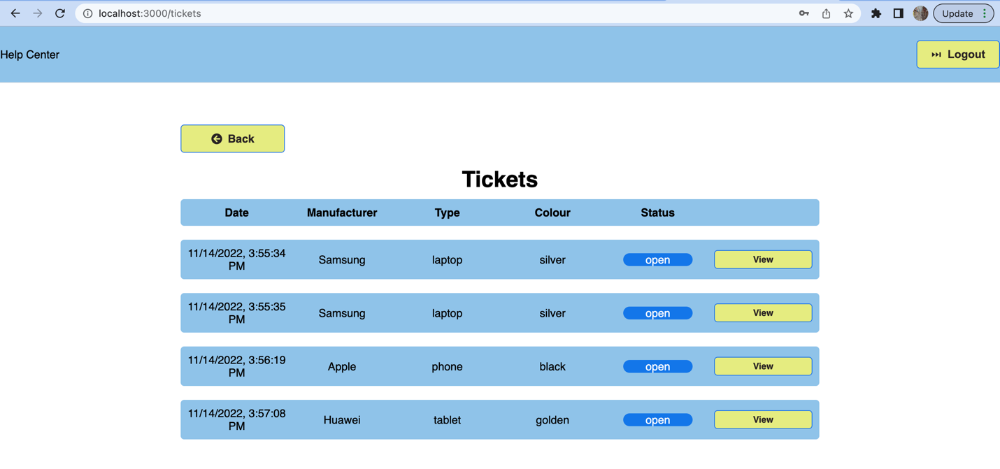 localhost:3000/tickets
Update
Help Center
Logout
Back
Tickets
Date Manufacturer Type Colour Status
11/14/2022, 3:55:34
PM Samsung laptop silver open View
11/14/2022, 3:55:35
PM Samsung laptop silver open View
11/14/2022, 3:56:19
PM Apple phone black open View
11/14/2022, 3:57:08
PM Huawei tablet golden open View